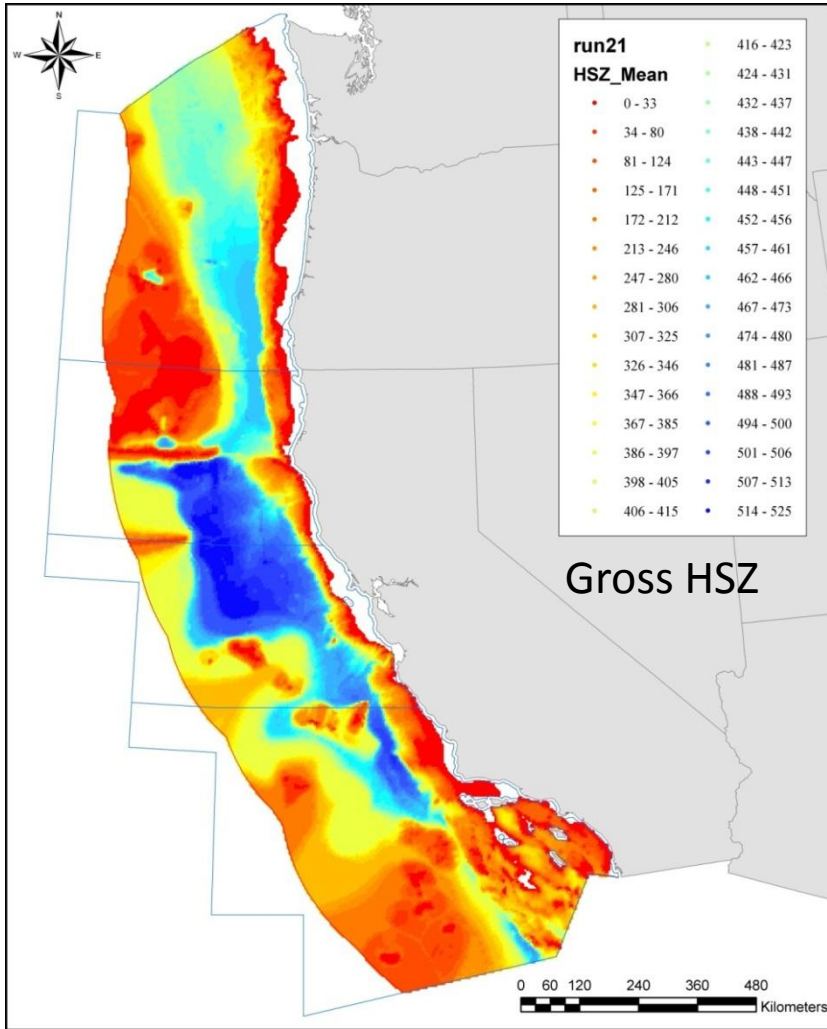 N
W E
S
run21
HSZ_Mean
0 - 33
34 - 80
81 - 124
125 - 171
172 - 212
213 - 246
247 - 280
281 - 306
307 - 325
326 - 346
347 - 366
367 - 385
386 - 397
398 - 405
406 - 415
416 - 423
424 - 431
432 - 437
438 - 442
443 - 447
448 - 451
452 - 456
457 - 461
462 - 466
467 - 473
474 - 480
481 - 487
488 - 493
494 - 500
501 - 506
507 - 513
514 - 525
Gross HSZ
0 30 60 120 240 360 480
Kilometers